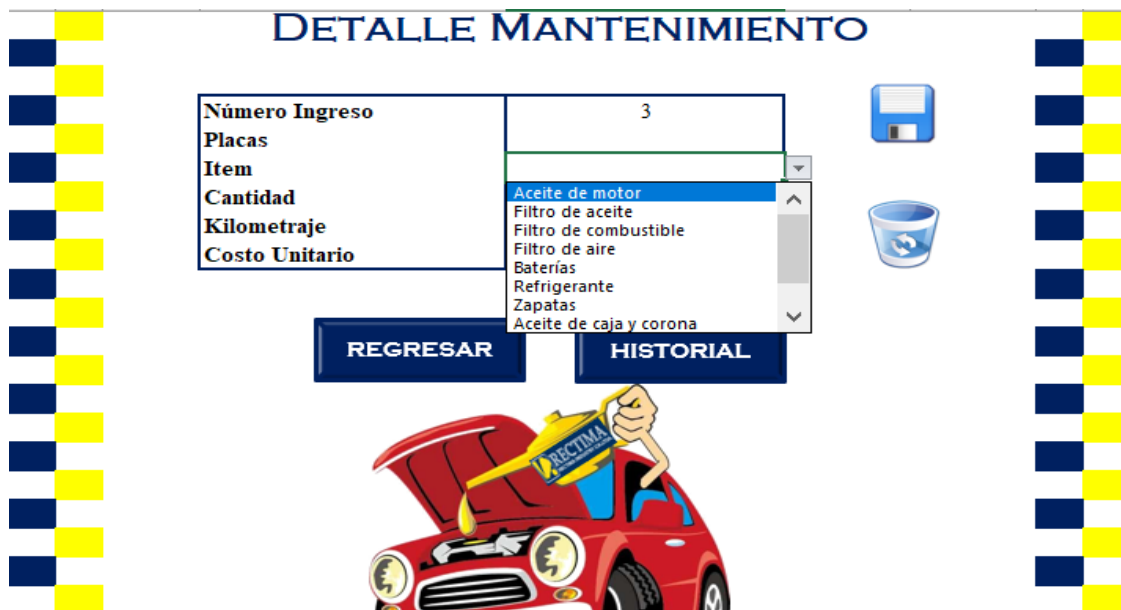 DETALLE MANTENIMIENTO
Número Ingreso 3
Placas
Item
Cantidad
Kilometraje
Costo Unitario
Aceite de motor
Filtro de aceite
Filtro de combustible
Filtro de aire
Baterías
Refrigerante
Zapatas
Aceite de caja y corona
REGRESAR
HISTORIAL
RECTIMA